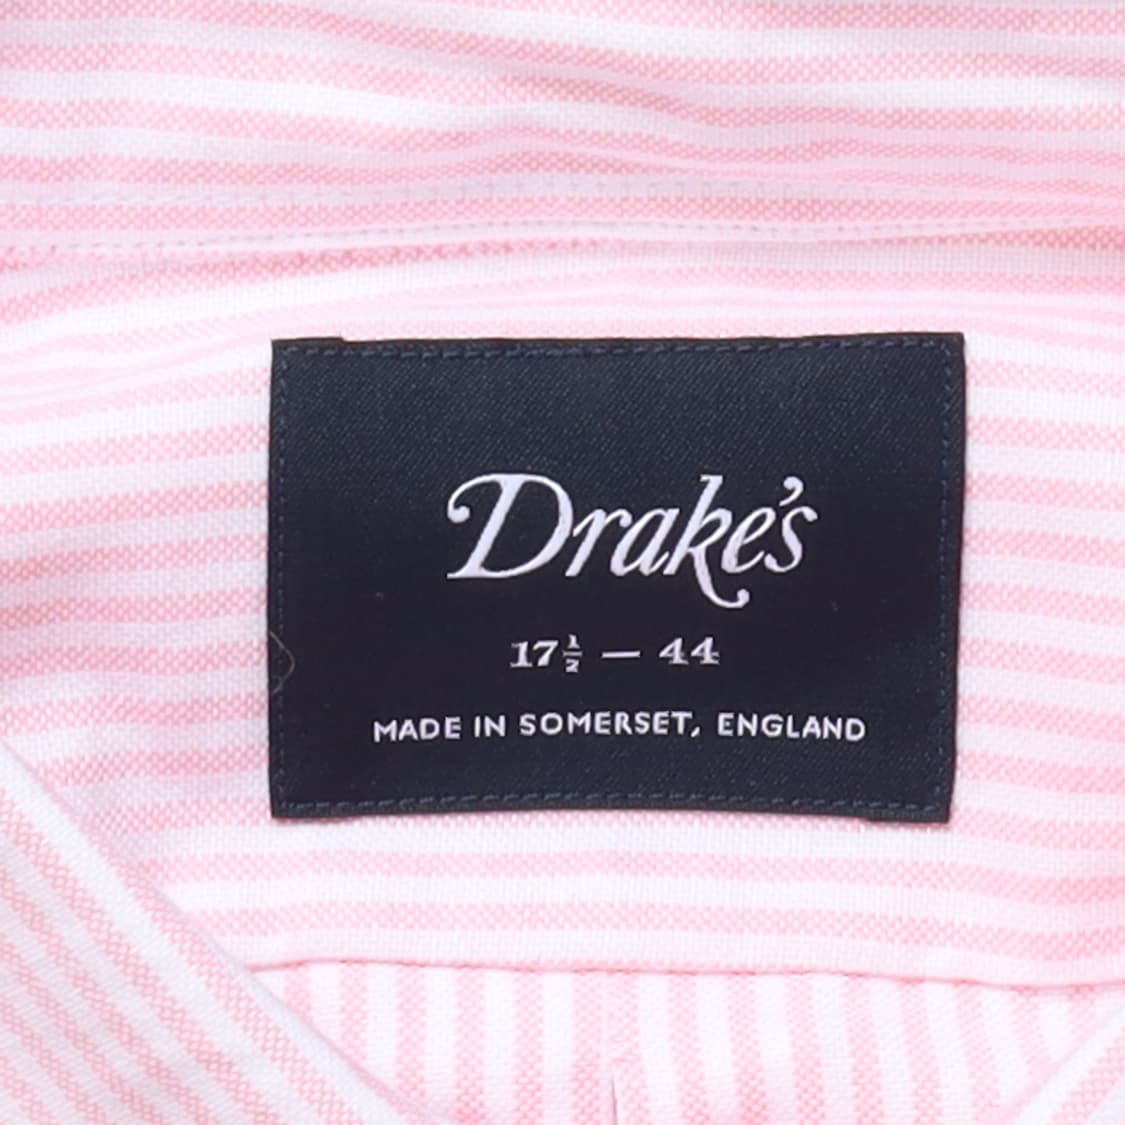 Drake's
17½ — 44
MADE IN SOMERSET, ENGLAND